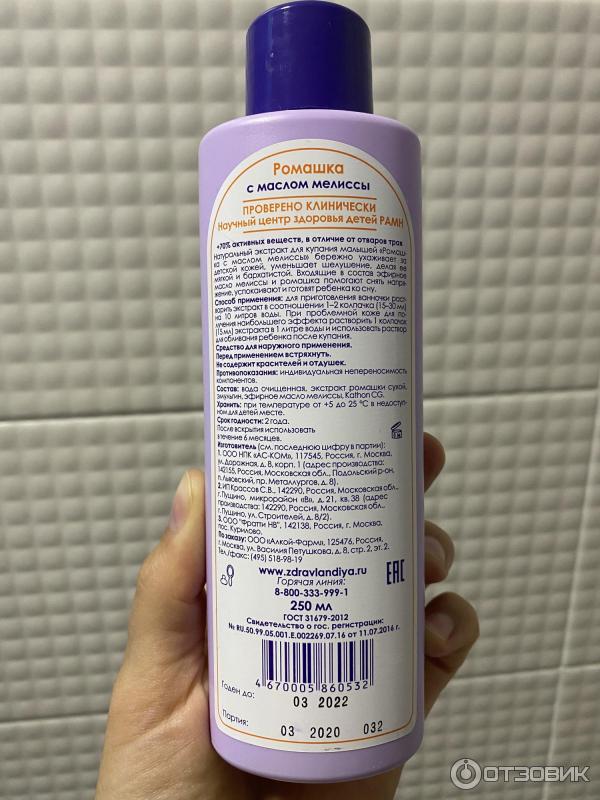 Ромашка
с маслом мелиссы
ПРОВЕРЕНО КЛИНИЧЕСКИ
Научный центр здоровья детей РАМН
+70% активных веществ, в отличие от отваров трав
Натуральный экстракт для купания малышей «Ромаш-
ка с маслом мелиссы» бережно ухаживает за
детской кожей, уменьшает шелушение, делая ее
мягкой и бархатистой. Входящие в состав эфирное
масло мелиссы и ромашка помогают снять напря-
жение, успокаивают и готовят ребенка ко сну.
Способ применения: для приготовления ванночки раст-
ворить экстракт в соотношении 1–2 колпачка (15–30 мл)
на 10 литров воды. При проблемной коже для по-
лучения наибольшего эффекта растворить 1 колпачок
(15 мл) экстракта в 1 литре воды и использовать раствор
для обливания ребенка после купания.
Средство для наружного применения.
Перед применением встряхнуть.
Не содержит красителей и отдушек.
Противопоказания: индивидуальная непереносимость
компонентов.
Состав: вода очищенная, экстракт ромашки сухой,
эмульгин, эфирное масло мелиссы, Kathon CG.
Хранить: при температуре от +5 до 25 °С в недоступ-
ном для детей месте.
Срок годности: 2 года.
После вскрытия использовать
в течение 6 месяцев.
Изготовитель (см. последнюю цифру в партии):
1. ООО НПК «АС-КОМ», 117545, Россия, г. Москва,
ул. Дорожная, д. 8, корп. 1 (адрес производства:
142155, Россия, Московская обл., Подольский р-он,
п. Львовский, пр. Металлургов, д. 8).
2. ИП Крассов С.В., 142290, Россия, Московская обл.,
г. Пущино, микрорайон «В», д. 21, кв. 38 (адрес
производства: 142290, Россия, Московская обл.,
г. Пущино, ул. Строителей, д. 8/2).
3. ООО "Фратти НВ", 142138, Россия, г. Москва,
пос. Курилово.
По заказу: ООО «Алкой-Фарм», 125476, Россия,
г. Москва, ул. Василия Петушкова, д. 8, стр. 2, эт. 2.
Тел./факс: (495) 518-98-19
www.zdravlandiya.ru
Горячая линия:
8-800-333-999-1
EAC
250 мл
ГОСТ 31679-2012
Свидетельство о гос. регистрации:
№ RU.50.99.05.001.Е.002269.07.16 от 11.07.2016 г.
4 670005 860532
Годен до: 03 2022
Партия: 03 2020 032
ОТЗОВИК